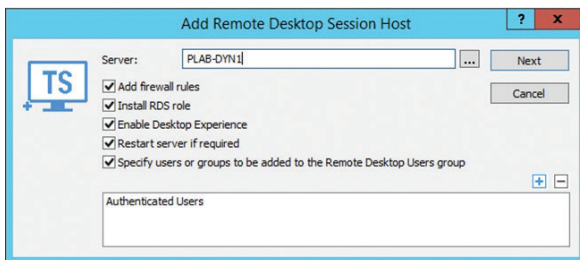 Add Remote Desktop Session Host
? x
Server: PLAB-DYN1 ... Next
TS
Add firewall rules
Cancel
Install RDS role
Enable Desktop Experience
Restart server if required
Specify users or groups to be added to the Remote Desktop Users group
+ −
Authenticated Users